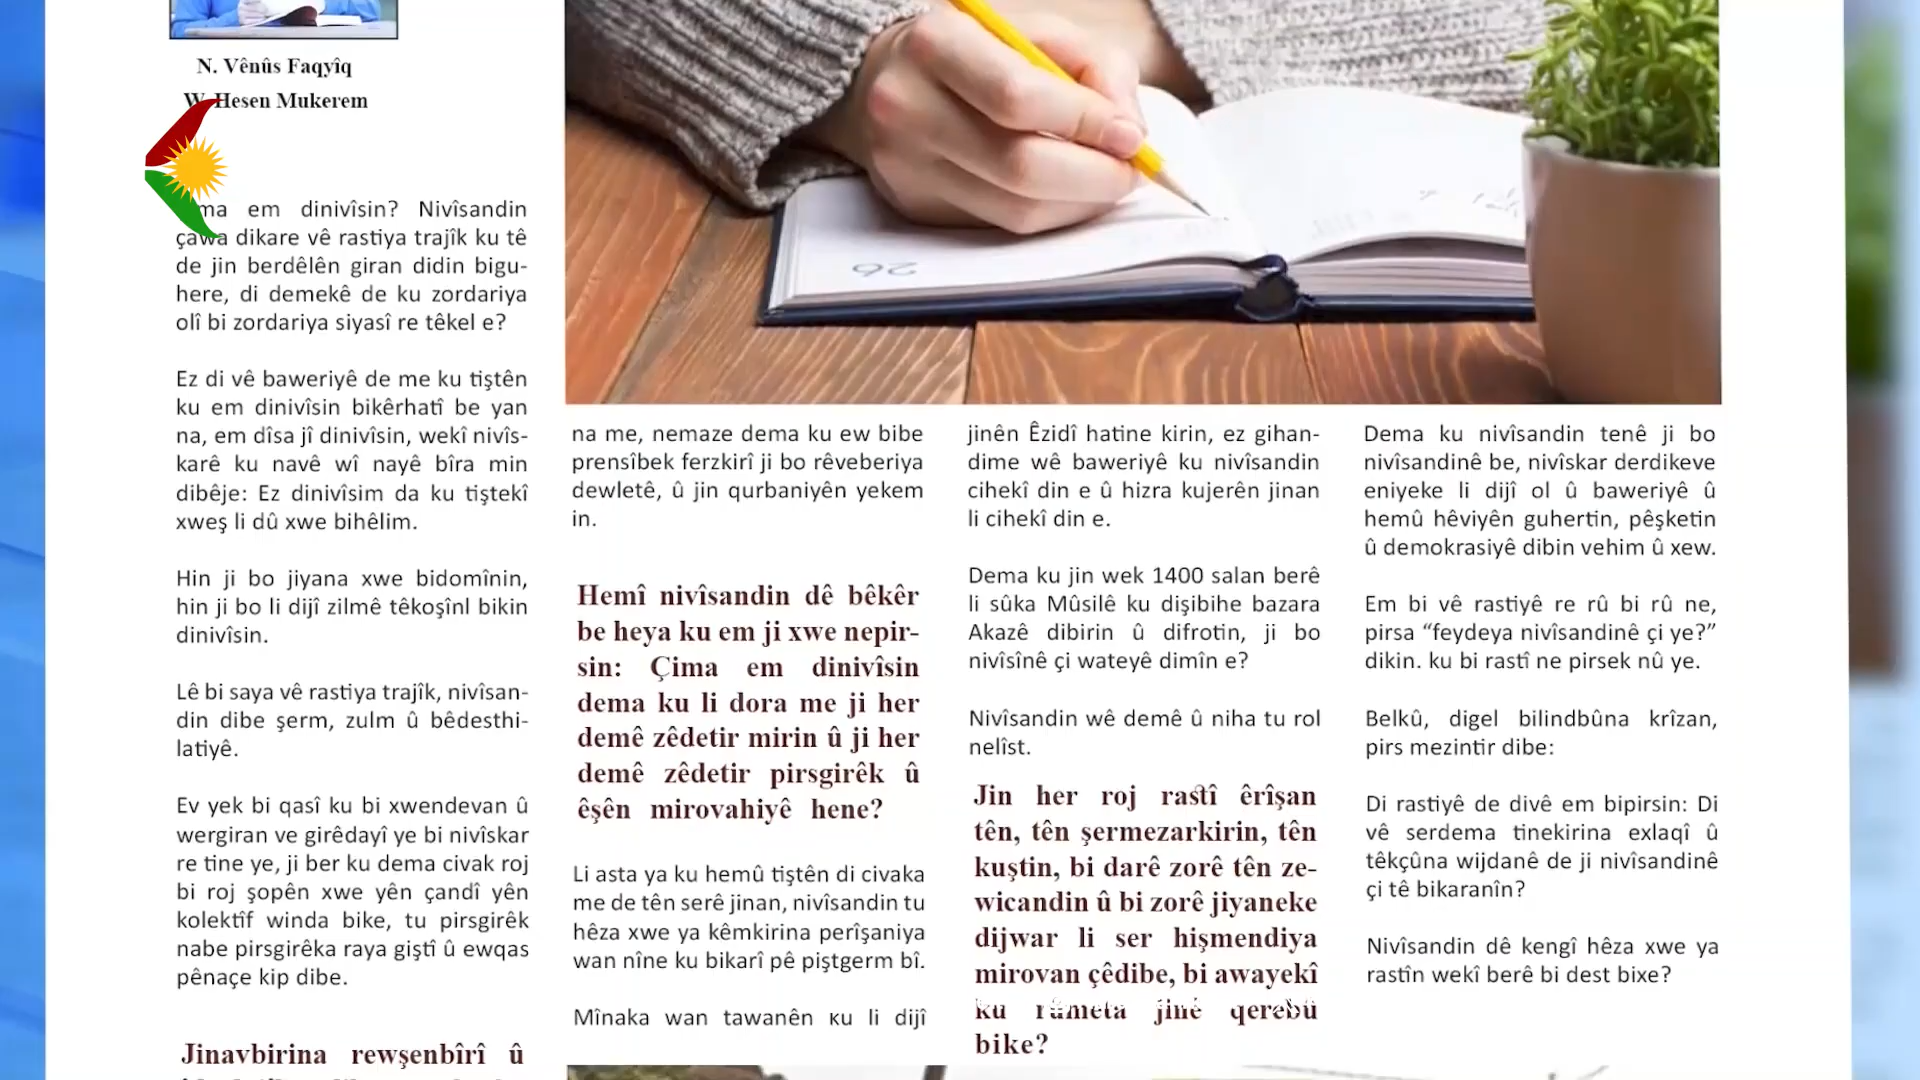 N. Vênûs Faqyîq
W. Hesen Mukerem
em dinivîsin? Nivîsandin
çawa dikare vê rastiya trajîk ku tê
de jin berdêlên giran didin bigu-
here, di demekê de ku zordariya
olî bi zordariya siyasî re têkel e?
Ez di vê baweriyê de me ku tiştên
ku em dinivîsin bikêrhatî be yan
na, em dîsa jî dinivîsin, wekî nivîs-
karê ku navê wî nayê bîra min
dibêje: Ez dinivîsim da ku tiştekî
xweş li dû xwe bihêlim.
Hin ji bo jiyana xwe bidomînin,
hin ji bo li dijî zilmê têkoşînl bikin
dinivîsin.
Lê bi saya vê rastiya trajîk, nivîsan-
din dibe şerm, zulm û bêdesthi-
latiyê.
Ev yek bi qasî ku bi xwendevan û
wergiran ve girêdayî ye bi nivîskar
re tine ye, ji ber ku dema civak roj
bi roj şopên xwe yên çandî yên
kolektîf winda bike, tu pirsgirêk
nabe pirsgirêka raya giştî û ewqas
pênaçe kip dibe.
Jinavbirina rewşenbîrî û
na me, nemaze dema ku ew bibe
prensîbek ferzkirî ji bo rêveberiya
dewletê, û jin qurbaniyên yekem
in.
Hemî nivîsandin dê bêkêr
be heya ku em ji xwe nepir-
sin: Çima em dinivîsin
dema ku li dora me ji her
demê zêdetir mirin û ji her
demê zêdetir pirsgirêk û
êşên mirovahiyê hene?
Li asta ya ku hemû tiştên di civaka
me de tên serê jinan, nivîsandin tu
hêza xwe ya kêmkirina perîşaniya
wan nîne ku bikarî pê piştgerm bî.
Mînaka wan tawanên ku li dijî
jinên Êzidî hatine kirin, ez gihan-
dime wê baweriyê ku nivîsandin
cihekî din e û hizra kujerên jinan
li cihekî din e.
Dema ku jin wek 1400 salan berê
li sûka Mûsilê ku dişibihe bazara
Akazê dibirin û difrotin, ji bo
nivîsînê çi wateyê dimîn e?
Nivîsandin wê demê û niha tu rol
nelîst.
Jin her roj rastî êrîşan
tên, tên şermezarkirin, tên
kuştin, bi darê zorê tên ze-
wicandin û bi zorê jiyaneke
dijwar li ser hişmendiya
mirovan çêdibe, bi awayekî
ku rûmeta jinê qerebû
bike?
Dema ku nivîsandin tenê ji bo
nivîsandinê be, nivîskar derdikeve
eniyeke li dijî ol û baweriyê û
hemû hêviyên guhertin, pêşketin
û demokrasiyê dibin vehim û xew.
Em bi vê rastiyê re rû bi rû ne,
pirsa “feydeya nivîsandinê çi ye?”
dikin. ku bi rastî ne pirsek nû ye.
Belkû, digel bilindbûna krîzan,
pirs mezintir dibe:
Di rastiyê de divê em bipirsin: Di
vê serdema tinekirina exlaqî û
têkçûna wijdanê de ji nivîsandinê
çi tê bikaranîn?
Nivîsandin dê kengî hêza xwe ya
rastîn wekî berê bi dest bixe?
26